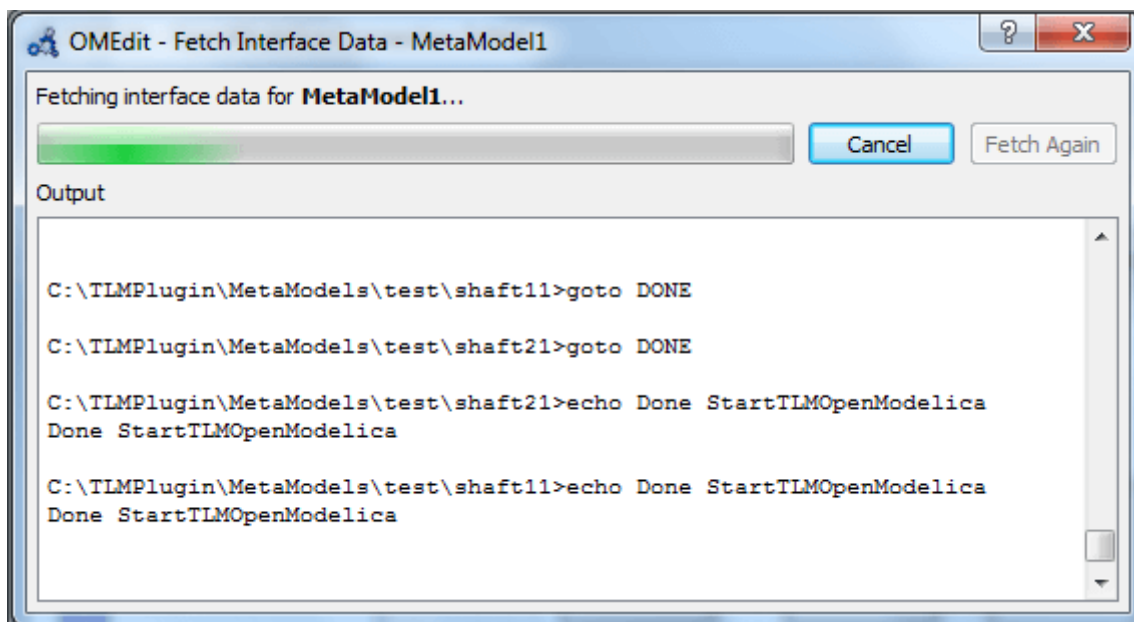 OMEdit - Fetch Interface Data - MetaModel1
Fetching interface data for MetaModel1...
Cancel
Fetch Again
Output
C:\TLMPlugin\MetaModels\test\shaft11>goto DONE
C:\TLMPlugin\MetaModels\test\shaft21>goto DONE
C:\TLMPlugin\MetaModels\test\shaft21>echo Done StartTLMOpenModelica
Done StartTLMOpenModelica
C:\TLMPlugin\MetaModels\test\shaft11>echo Done StartTLMOpenModelica
Done StartTLMOpenModelica